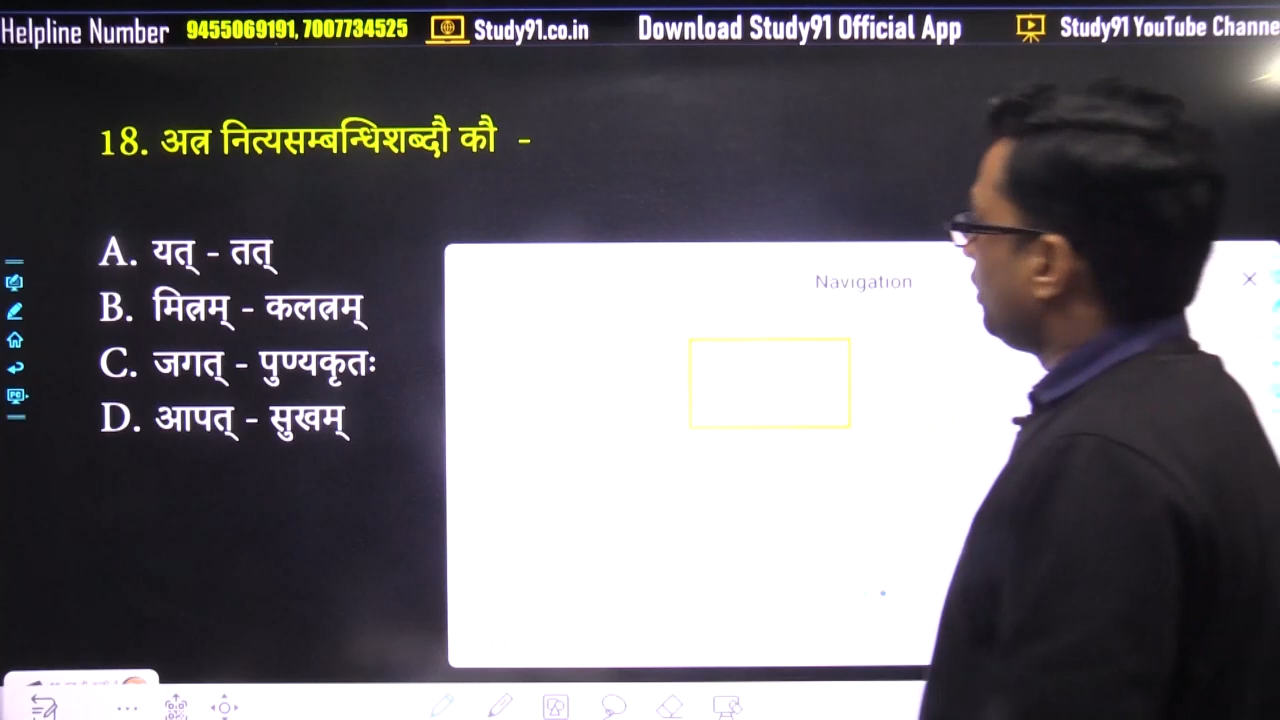 Helpline Number 9455069191, 7007734525 Study91.co.in Download Study91 Official App Study91 YouTube Channe
18. अत्र नित्यसम्बन्धिशब्दौ कौ -
A. यत् - तत्
B. मित्रम् - कलत्रम्
C. जगत् - पुण्यकृतः
D. आपत् - सुखम्
Navigation